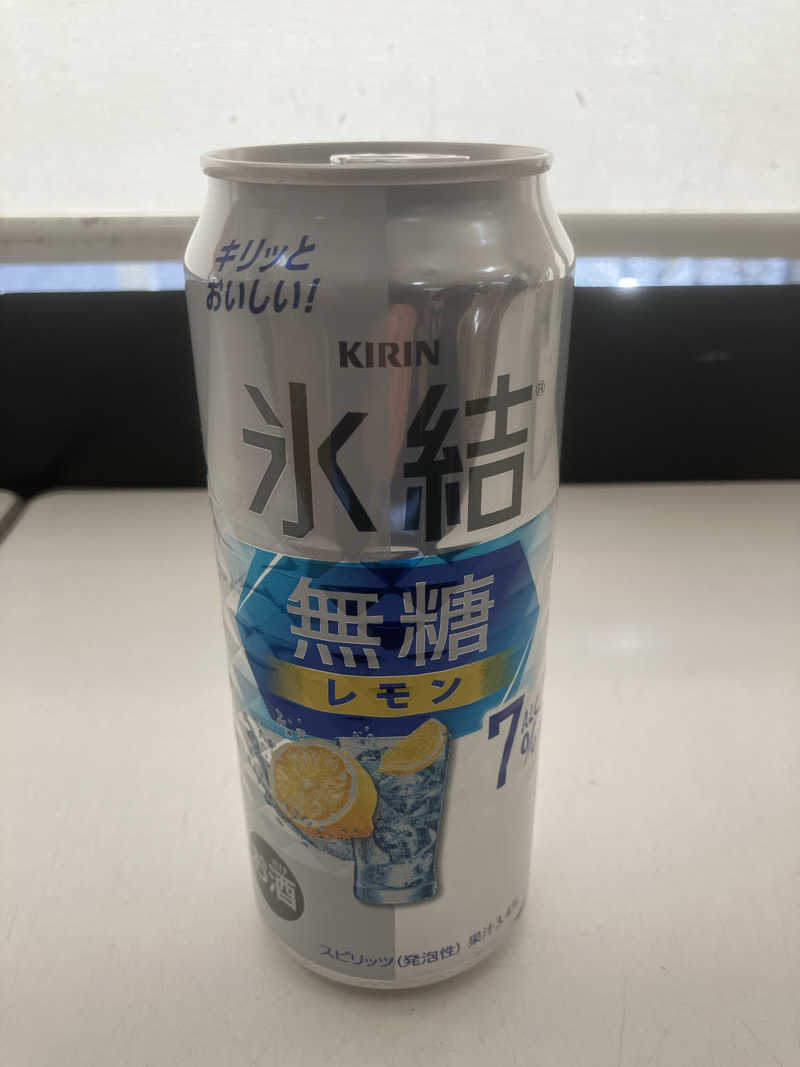 キリッと
おいしい!
KIRIN
氷結®
無糖
レモン
7
ALC.
%
お酒
スピリッツ(発泡性) 果汁3.4%